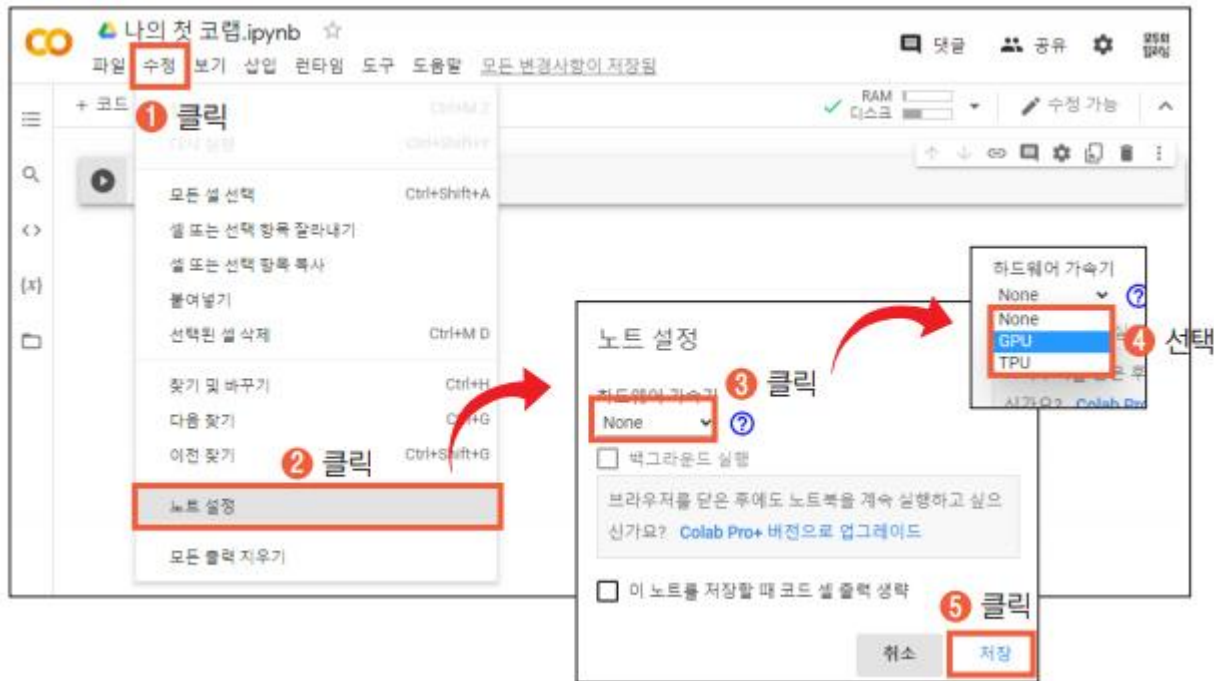 나의 첫 코랩.ipynb
댓글 공유
파일 수정 보기 삽입 런타임 도구 도움말 모든 변경사항이 저장됨
+ 코드
1 클릭
RAM
디스크
수정 가능
모든 셀 선택 Ctrl+Shift+A
셀 또는 선택 항목 잘라내기
셀 또는 선택 항목 복사
붙여넣기
선택된 셀 삭제 Ctrl+M D
찾기 및 바꾸기 Ctrl+H
다음 찾기
이전 찾기 Ctrl+Shift+G
2 클릭
노트 설정
모든 출력 지우기
노트 설정
하드웨어 가속기
3 클릭
None
백그라운드 실행
브라우저를 닫은 후에도 노트북을 계속 실행하고 싶으
신가요? Colab Pro+ 버전으로 업그레이드
이 노트를 저장할 때 코드 셀 출력 생략
5 클릭
취소 저장
하드웨어 가속기
None
None
GPU
TPU
4 선택
신가요? Colab Pro